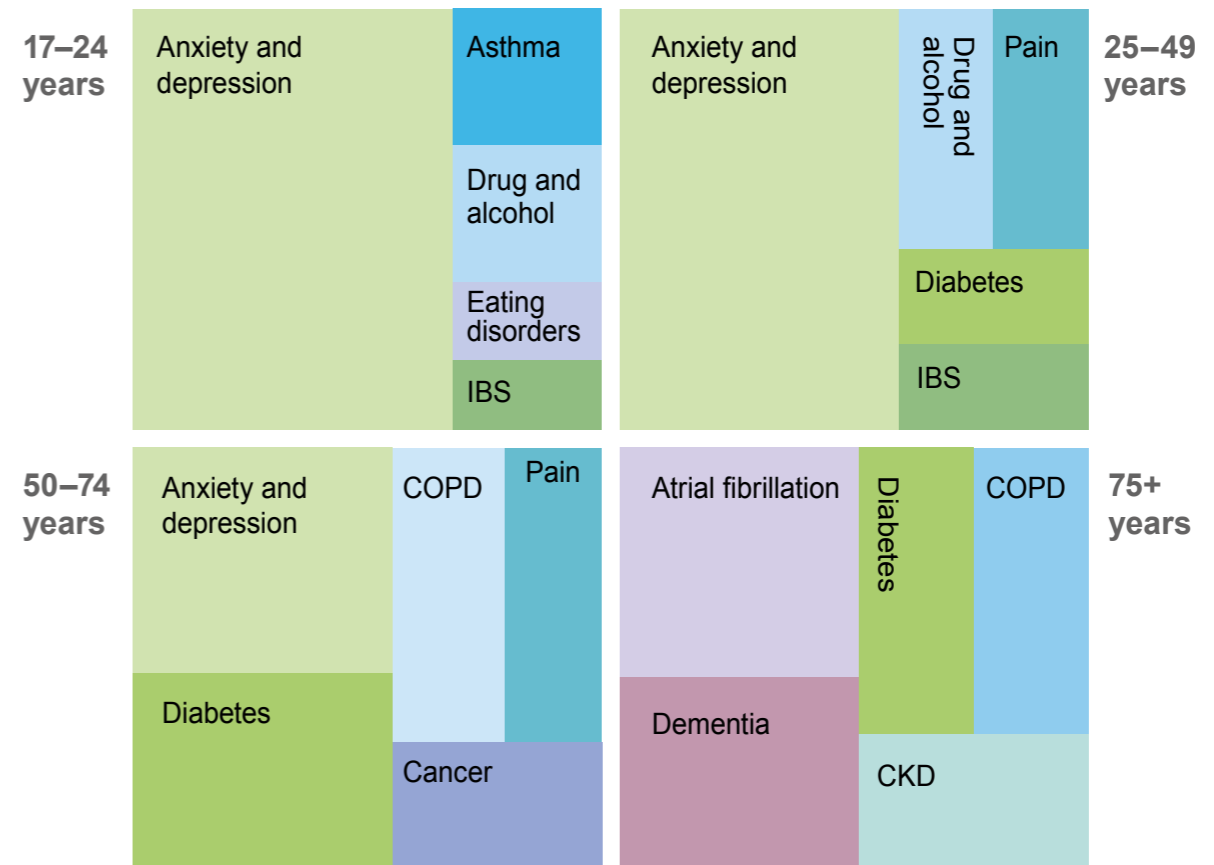 17–24
years
Anxiety and
depression
Asthma
Drug and
alcohol
Eating
disorders
IBS
Anxiety and
depression
Drug and
alcohol
Pain
Diabetes
IBS
25–49
years
50–74
years
Anxiety and
depression
COPD
Pain
Diabetes
Cancer
Atrial fibrillation
Diabetes
COPD
Dementia
CKD
75+
years